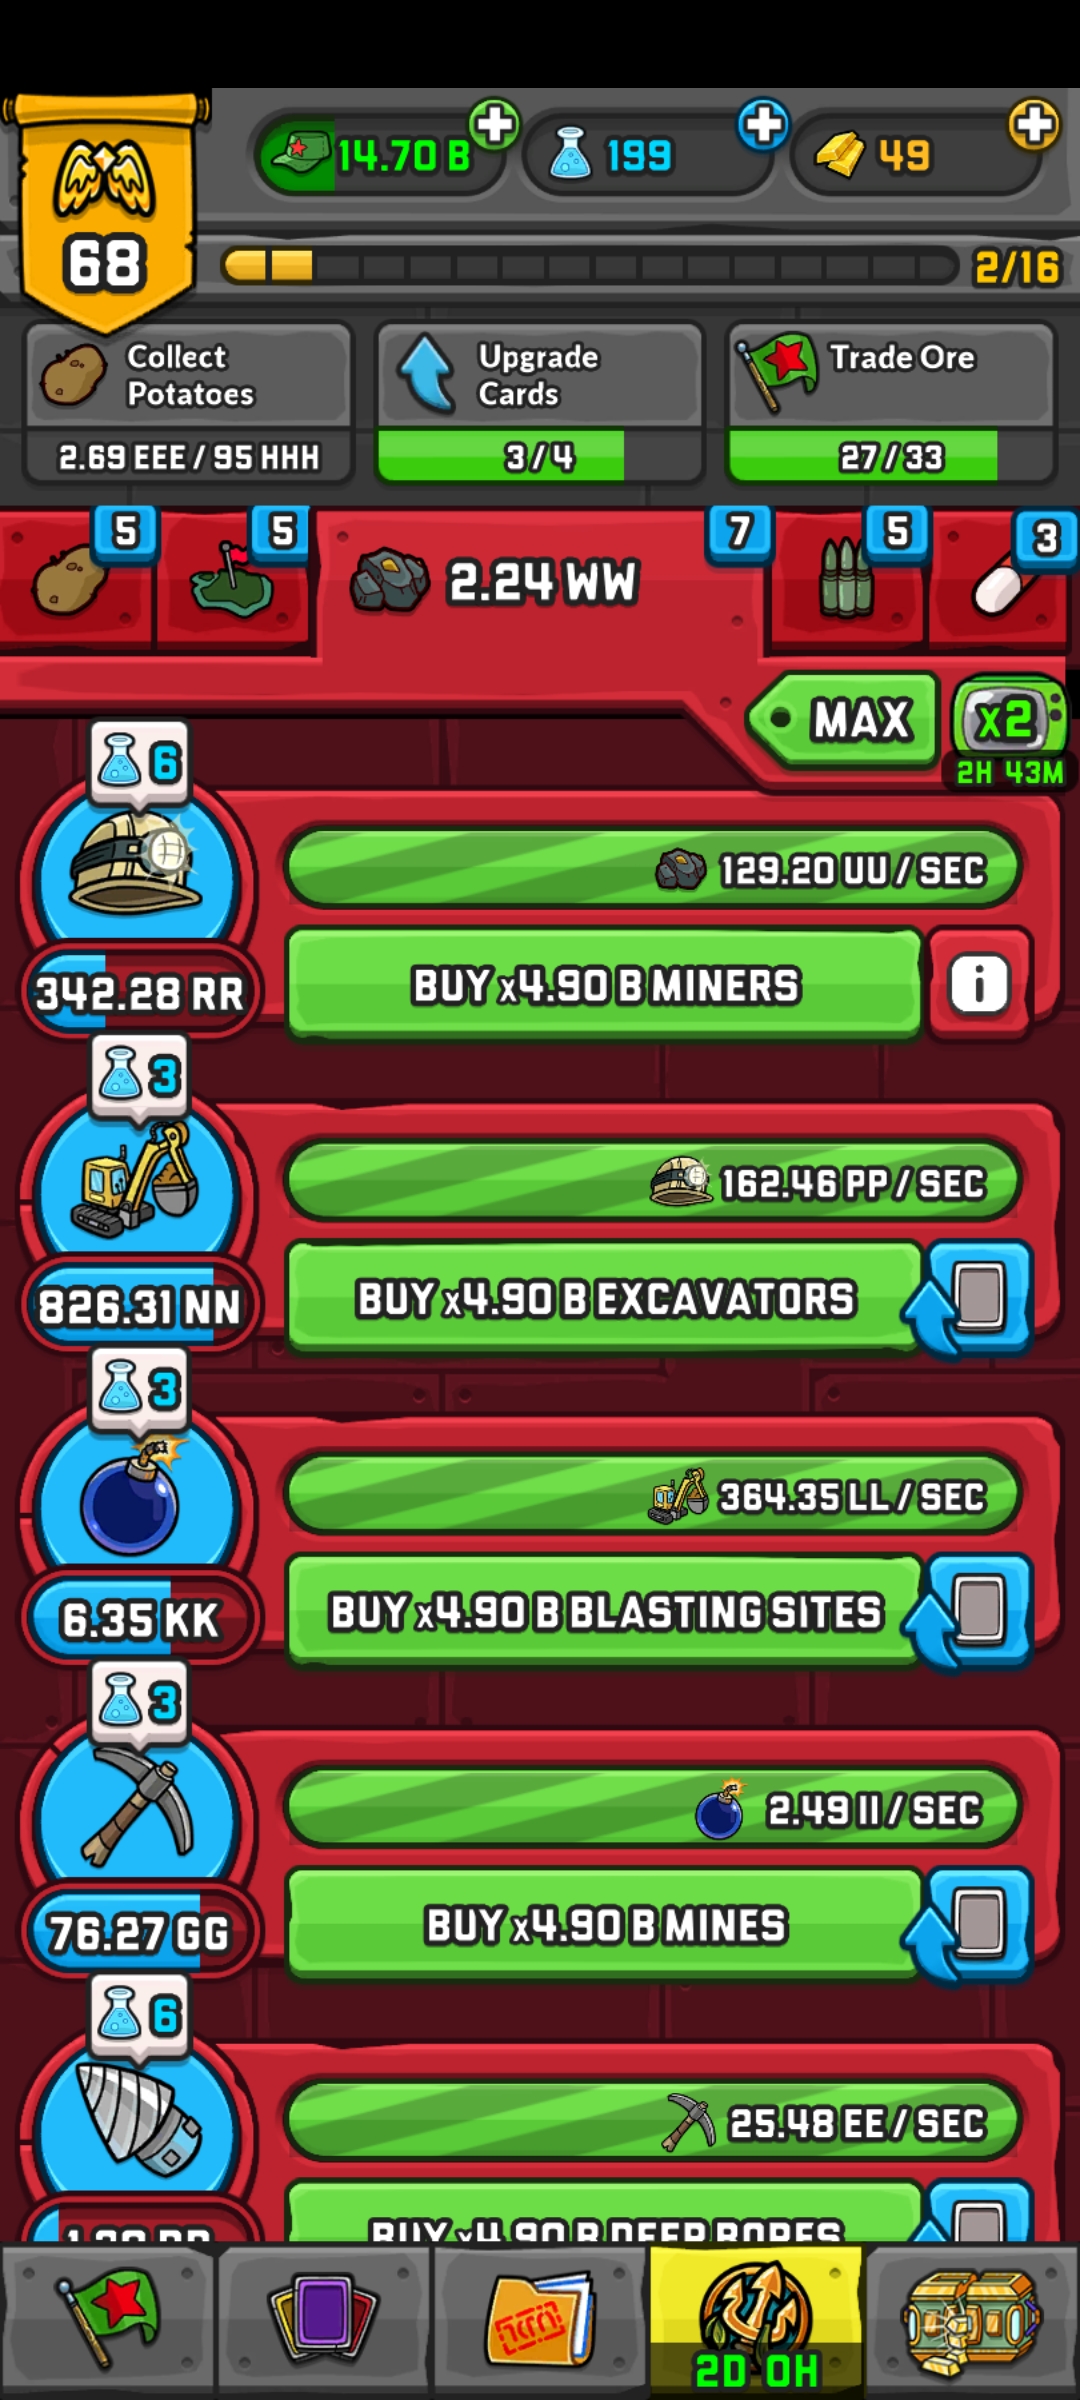 14.70 B
199
49
68
2/16
Collect
Potatoes
2.69 EEE / 95 HHH
Upgrade
Cards
3/4
Trade Ore
27/33
5
5
2.24 WW
7
5
3
MAX
x2
2H 43M
6
129.20 UU / SEC
342.28 RR
BUY x4.90 B MINERS
i
3
162.46 PP / SEC
826.31 NN
BUY x4.90 B EXCAVATORS
3
364.35 LL / SEC
6.35 KK
BUY x4.90 B BLASTING SITES
3
2.49 II / SEC
76.27 GG
BUY x4.90 B MINES
6
25.48 EE / SEC
BUY x4.90 B DEEP BORES
2D 0H